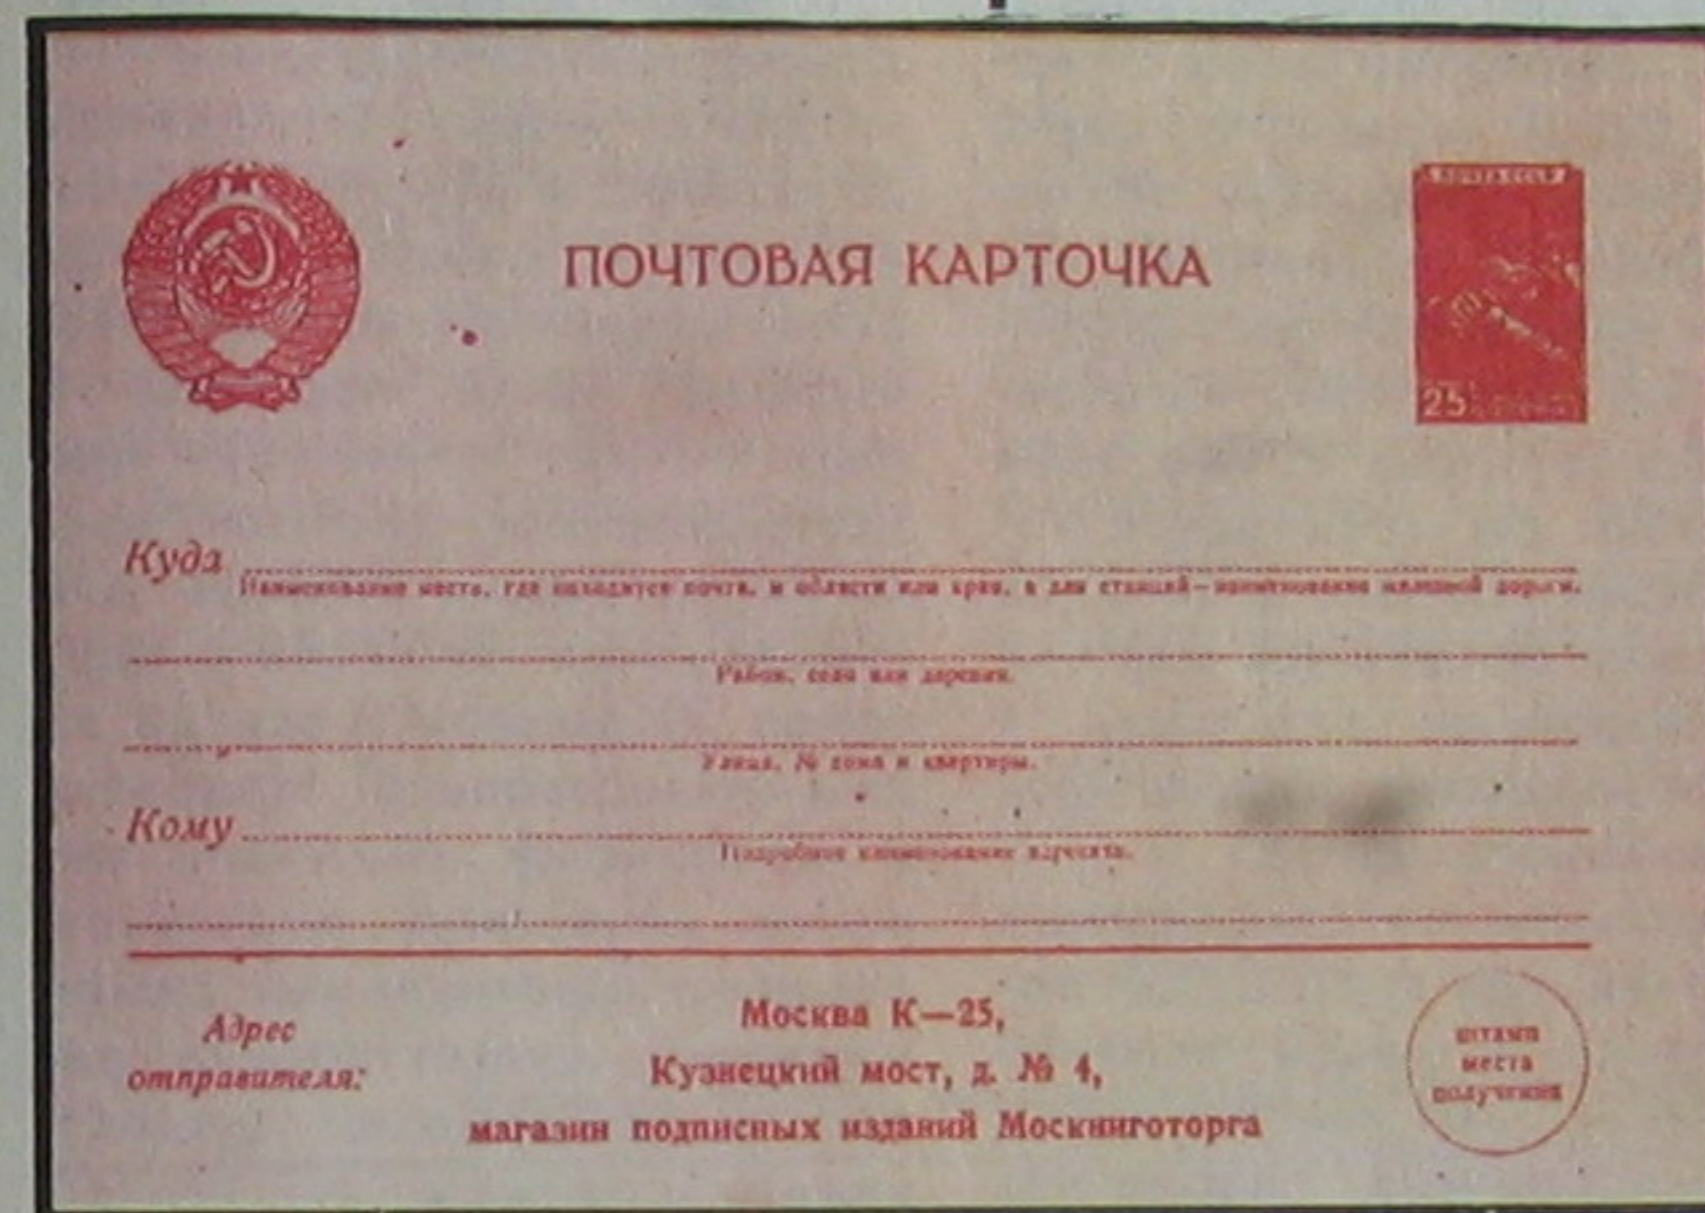 ПОЧТОВАЯ КАРТОЧКА
ПОЧТА СССР
25
Куда
Наименование места, где находится почта, и области или края, а для станций — наименование железной дороги.
Район, село или деревня.
Улица, № дома и квартиры.
Кому
Подробное наименование адресата.
Адрес
отправителя:
Москва К—25,
Кузнецкий мост, д. № 4,
магазин подписных изданий Москниготорга
штамп
места
получения